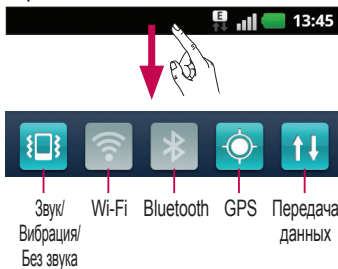 E
13:45
Звук/ Wi-Fi Bluetooth GPS Передача
Вибрация/ данных
Без звука